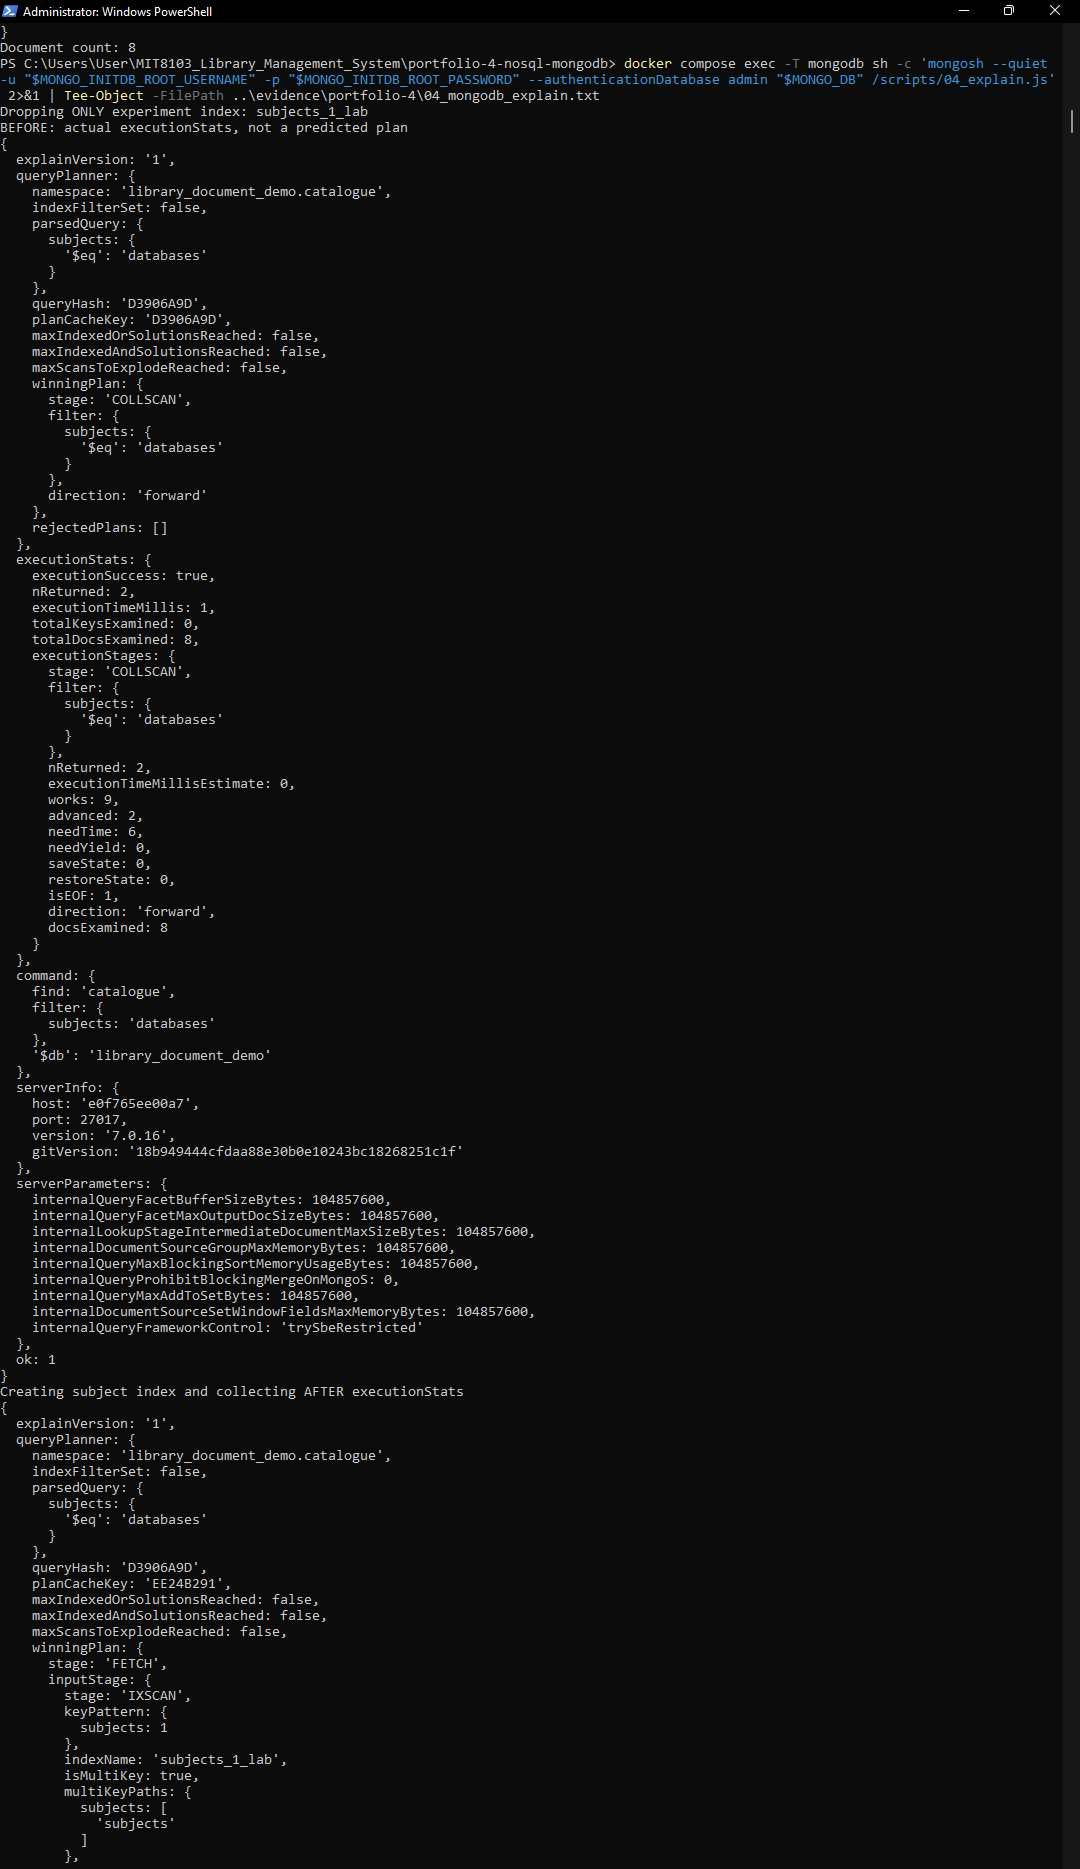 Administrator: Windows PowerShell
}
Document count: 8
PS C:\Users\User\MIT8103_Library_Management_System\portfolio-4-nosql-mongodb> docker compose exec -T mongodb sh -c 'mongosh --quiet
-u "$MONGO_INITDB_ROOT_USERNAME" -p "$MONGO_INITDB_ROOT_PASSWORD" --authenticationDatabase admin "$MONGO_DB" /scripts/04_explain.js'
2>&1 | Tee-Object -FilePath ..\evidence\portfolio-4\04_mongodb_explain.txt
Dropping ONLY experiment index: subjects_1_lab
BEFORE: actual executionStats, not a predicted plan
{
  explainVersion: '1',
  queryPlanner: {
    namespace: 'library_document_demo.catalogue',
    indexFilterSet: false,
    parsedQuery: {
      subjects: {
        '$eq': 'databases'
      }
    },
    queryHash: 'D3906A9D',
    planCacheKey: 'D3906A9D',
    maxIndexedOrSolutionsReached: false,
    maxIndexedAndSolutionsReached: false,
    maxScansToExplodeReached: false,
    winningPlan: {
      stage: 'COLLSCAN',
      filter: {
        subjects: {
          '$eq': 'databases'
        }
      },
      direction: 'forward'
    },
    rejectedPlans: []
  },
  executionStats: {
    executionSuccess: true,
    nReturned: 2,
    executionTimeMillis: 1,
    totalKeysExamined: 0,
    totalDocsExamined: 8,
    executionStages: {
      stage: 'COLLSCAN',
      filter: {
        subjects: {
          '$eq': 'databases'
        }
      },
      nReturned: 2,
      executionTimeMillisEstimate: 0,
      works: 9,
      advanced: 2,
      needTime: 6,
      needYield: 0,
      saveState: 0,
      restoreState: 0,
      isEOF: 1,
      direction: 'forward',
      docsExamined: 8
    }
  },
  command: {
    find: 'catalogue',
    filter: {
      subjects: 'databases'
    },
    '$db': 'library_document_demo'
  },
  serverInfo: {
    host: 'e0f765ee00a7',
    port: 27017,
    version: '7.0.16',
    gitVersion: '18b949444cfdaa88e30b0e10243bc18268251c1f'
  },
  serverParameters: {
    internalQueryFacetBufferSizeBytes: 104857600,
    internalQueryFacetMaxOutputDocSizeBytes: 104857600,
    internalLookupStageIntermediateDocumentMaxSizeBytes: 104857600,
    internalDocumentSourceGroupMaxMemoryBytes: 104857600,
    internalQueryMaxBlockingSortMemoryUsageBytes: 104857600,
    internalQueryProhibitBlockingMergeOnMongoS: 0,
    internalQueryMaxAddToSetBytes: 104857600,
    internalDocumentSourceSetWindowFieldsMaxMemoryBytes: 104857600,
    internalQueryFrameworkControl: 'trySbeRestricted'
  },
  ok: 1
}
Creating subject index and collecting AFTER executionStats
{
  explainVersion: '1',
  queryPlanner: {
    namespace: 'library_document_demo.catalogue',
    indexFilterSet: false,
    parsedQuery: {
      subjects: {
        '$eq': 'databases'
      }
    },
    queryHash: 'D3906A9D',
    planCacheKey: 'EE24B291',
    maxIndexedOrSolutionsReached: false,
    maxIndexedAndSolutionsReached: false,
    maxScansToExplodeReached: false,
    winningPlan: {
      stage: 'FETCH',
      inputStage: {
        stage: 'IXSCAN',
        keyPattern: {
          subjects: 1
        },
        indexName: 'subjects_1_lab',
        isMultiKey: true,
        multiKeyPaths: {
          subjects: [
            'subjects'
          ]
        },